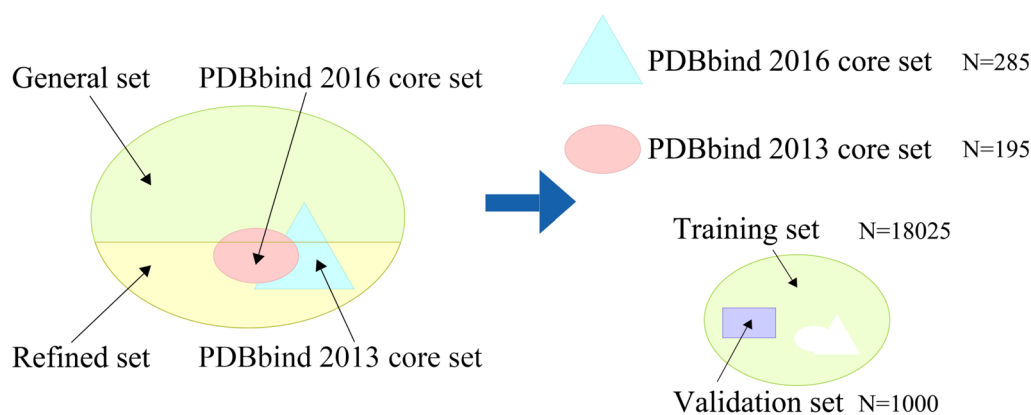 General set
PDBbind 2016 core set
Refined set
PDBbind 2013 core set
PDBbind 2016 core set N=285
PDBbind 2013 core set N=195
Training set N=18025
Validation set N=1000